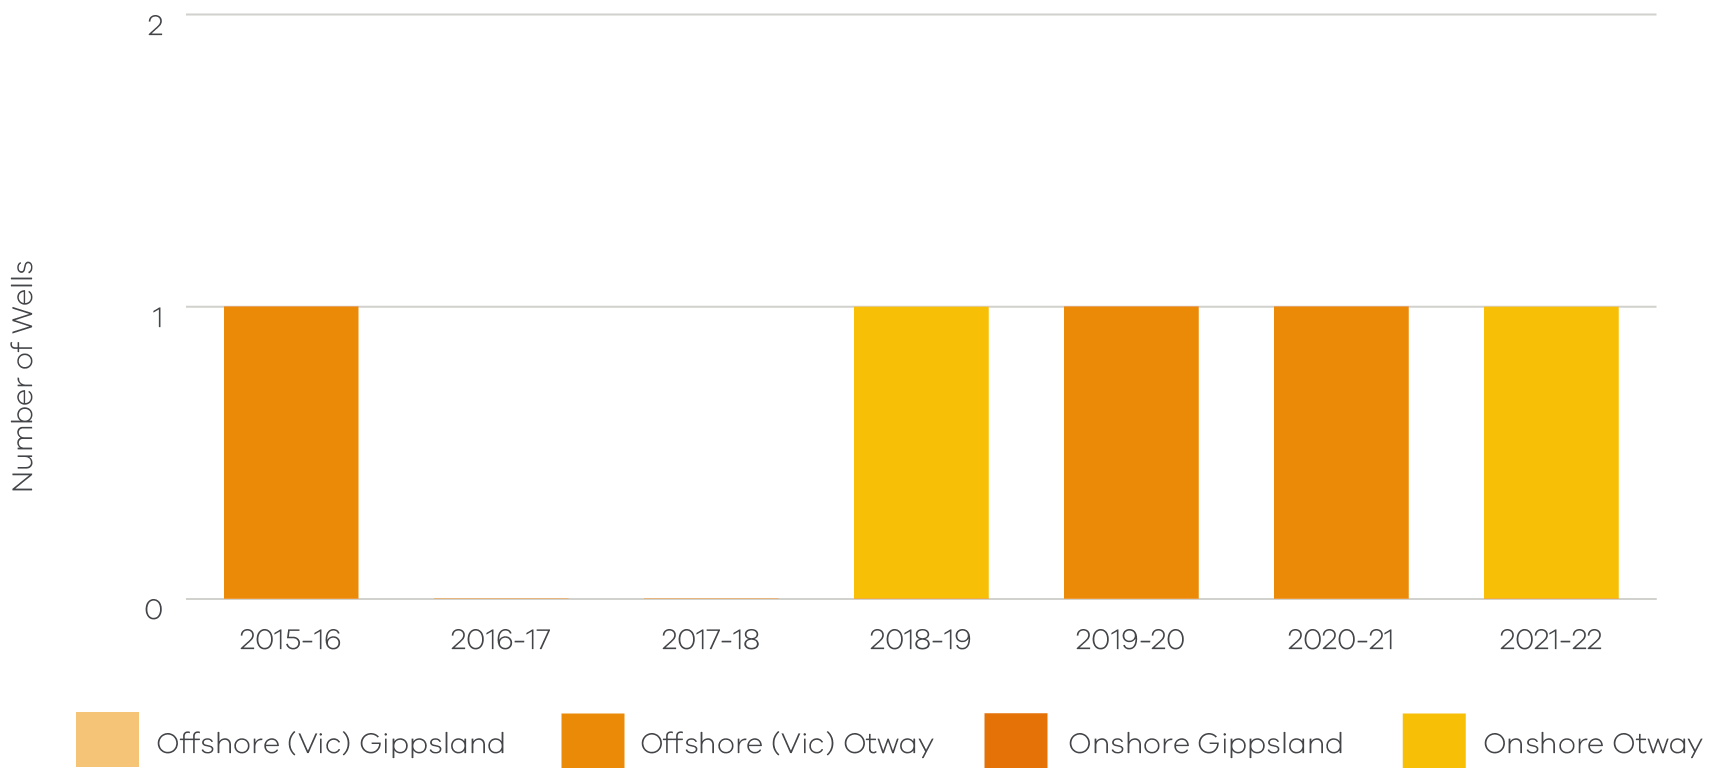 2
1
0
Number of Wells
2015-16 2016-17 2017-18 2018-19 2019-20 2020-21 2021-22
Offshore (Vic) Gippsland Offshore (Vic) Otway Onshore Gippsland Onshore Otway